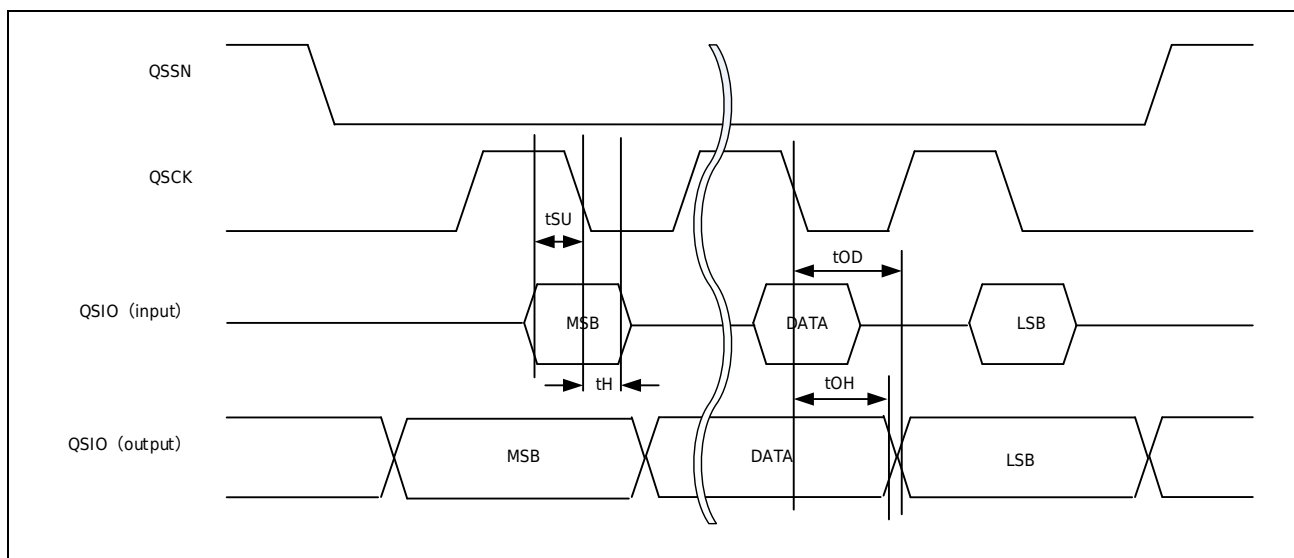 QSSN
QSCK
tSU
tOD
QSIO（input）
MSB
DATA
LSB
tH
tOH
QSIO（output）
MSB
DATA
LSB